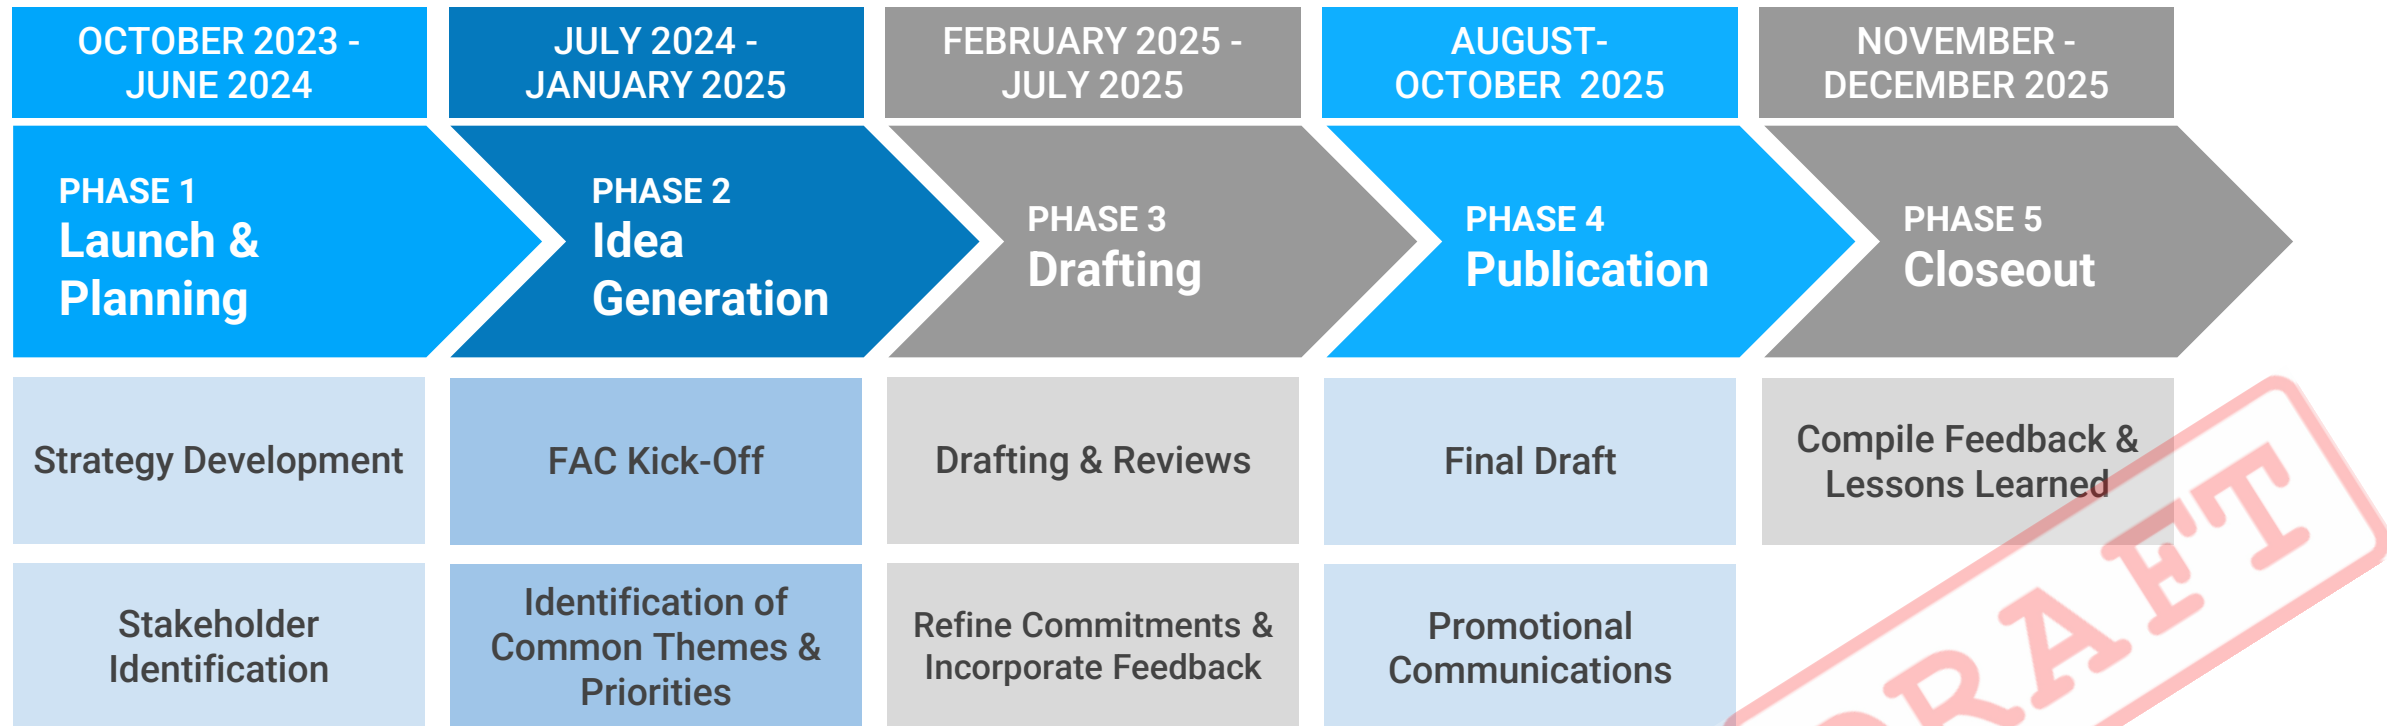 OCTOBER 2023 -
JUNE 2024
JULY 2024 -
JANUARY 2025
FEBRUARY 2025 -
JULY 2025
AUGUST-
OCTOBER 2025
NOVEMBER -
DECEMBER 2025
PHASE 1
Launch &
Planning
PHASE 2
Idea
Generation
PHASE 3
Drafting
PHASE 4
Publication
PHASE 5
Closeout
Strategy Development
FAC Kick-Off
Drafting & Reviews
Final Draft
Compile Feedback &
Lessons Learned
Stakeholder
Identification
Identification of
Common Themes &
Priorities
Refine Commitments &
Incorporate Feedback
Promotional
Communications
DRAFT